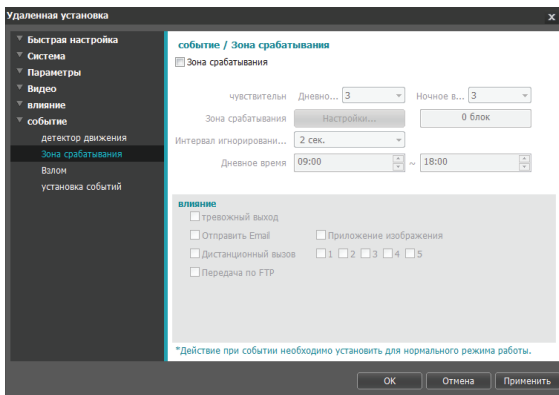 Удаленная установка
x
Быстрая настройка
Система
Параметры
Видео
влияние
событие
детектор движения
Зона срабатывания
Взлом
установка событий
событие / Зона срабатывания
Зона срабатывания
чувствительн Дневно... 3 Ночное в... 3
Зона срабатывания Настройки... 0 блок
Интервал игнорировани... 2 сек.
Дневное время 09:00 ~ 18:00
влияние
тревожный выход
Отправить Email Приложение изображения
Дистанционный вызов 1 2 3 4 5
Передача по FTP
*Действие при событии необходимо установить для нормального режима работы.
OK Отмена Применить